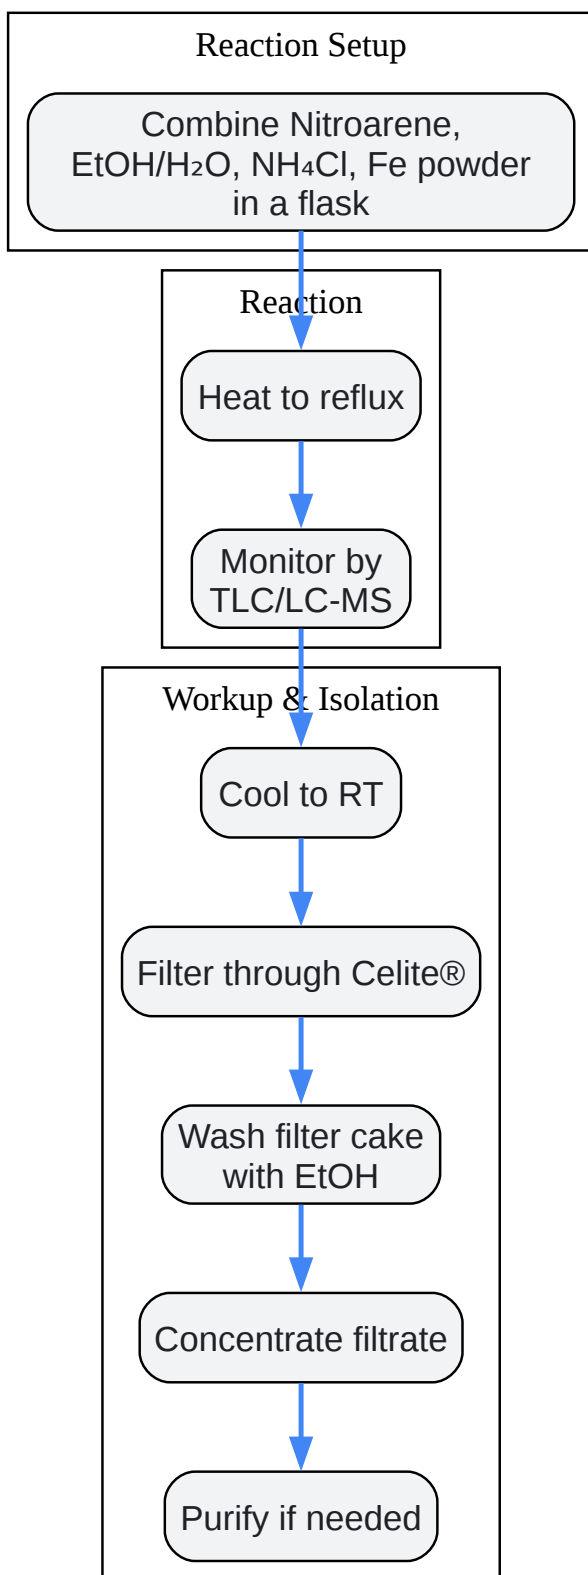 Reaction Setup
Combine Nitroarene,
EtOH/H₂O, NH₄Cl, Fe powder
in a flask
Reaction
Heat to reflux
Monitor by
TLC/LC-MS
Workup & Isolation
Cool to RT
Filter through Celite®
Wash filter cake
with EtOH
Concentrate filtrate
Purify if needed